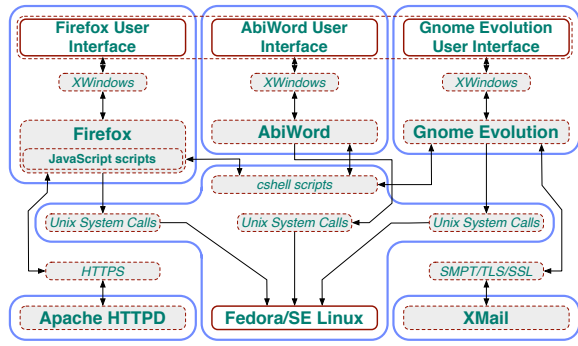 Firefox User
Interface
AbiWord User
Interface
Gnome Evolution
User Interface
XWindows
XWindows
XWindows
Firefox
JavaScript scripts
AbiWord
Gnome Evolution
cshell scripts
Unix System Calls
Unix System Calls
Unix System Calls
HTTPS
SMPT/TLS/SSL
Apache HTTPD
Fedora/SE Linux
XMail